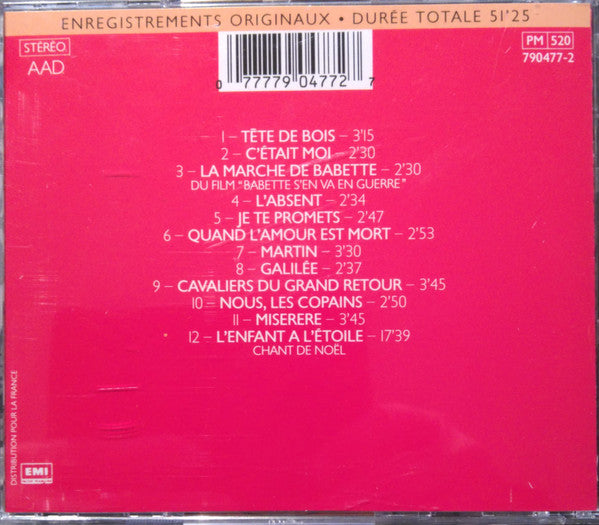 ENREGISTREMENTS ORIGINAUX • DURÉE TOTALE 51'25
STÉRÉO
AAD
0 77779 04772 7
PM 520
790477-2
1 – TÊTE DE BOIS – 3'15
2 – C'ÉTAIT MOI – 2'30
3 – LA MARCHE DE BABETTE – 2'30
DU FILM "BABETTE S'EN VA EN GUERRE"
4 – L'ABSENT – 2'34
5 – JE TE PROMETS – 2'47
6 – QUAND L'AMOUR EST MORT – 2'53
7 – MARTIN – 3'30
8 – GALILÉE – 2'37
9 – CAVALIERS DU GRAND RETOUR – 3'45
10 – NOUS, LES COPAINS – 2'50
11 – MISERERE – 3'45
12 – L'ENFANT A L'ÉTOILE – 17'39
CHANT DE NOËL
DISTRIBUTION POUR LA FRANCE
EMI